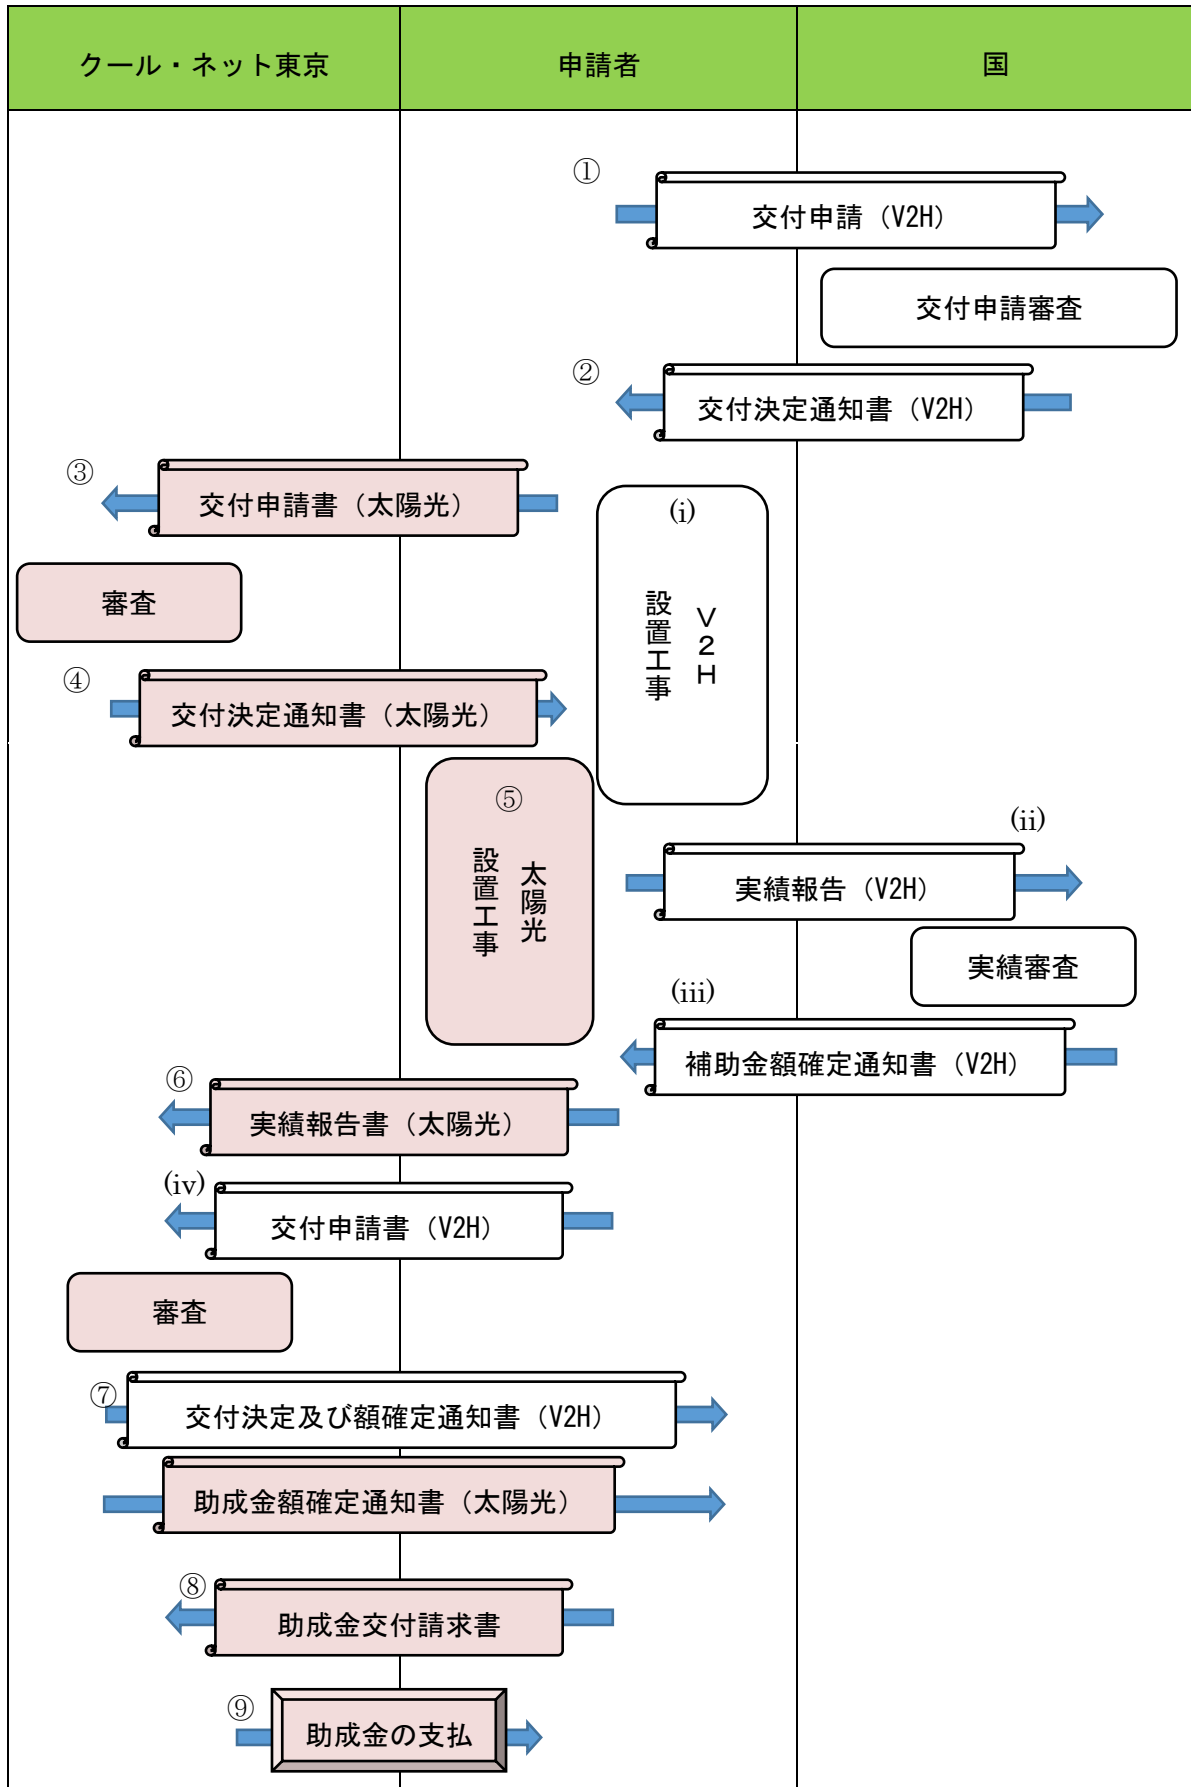 クール・ネット東京
申請者
国
①
交付申請（V2H）
交付申請審査
②
交付決定通知書（V2H）
③
交付申請書（太陽光）
(i)
V2H
設置工事
審査
④
交付決定通知書（太陽光）
⑤
太陽光
設置工事
(ii)
実績報告（V2H）
実績審査
(iii)
補助金額確定通知書（V2H）
⑥
実績報告書（太陽光）
(iv)
交付申請書（V2H）
審査
⑦
交付決定及び額確定通知書（V2H）
助成金額確定通知書（太陽光）
⑧
助成金交付請求書
⑨
助成金の支払